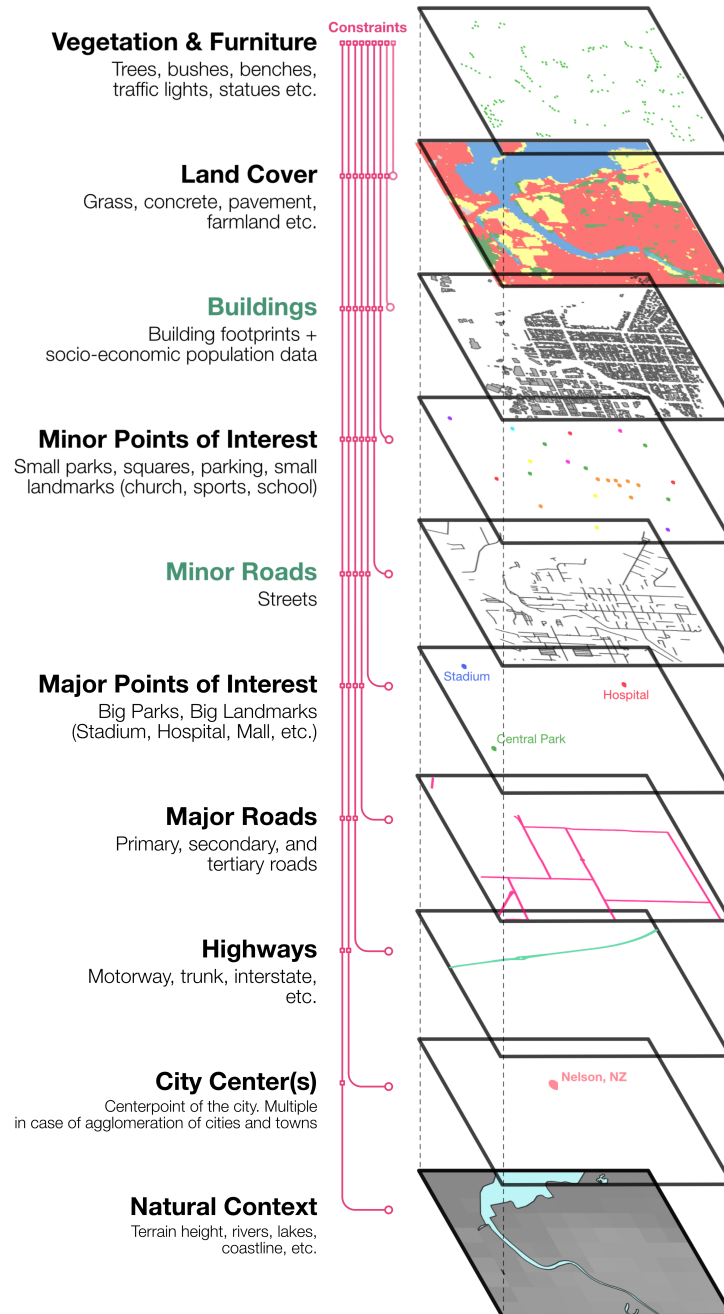 Constraints
Vegetation & Furniture
Trees, bushes, benches,
traffic lights, statues etc.
Land Cover
Grass, concrete, pavement,
farmland etc.
Buildings
Building footprints +
socio-economic population data
Minor Points of Interest
Small parks, squares, parking, small
landmarks (church, sports, school)
Minor Roads
Streets
Major Points of Interest
Big Parks, Big Landmarks
(Stadium, Hospital, Mall, etc.)
Stadium
Hospital
Central Park
Major Roads
Primary, secondary, and
tertiary roads
Highways
Motorway, trunk, interstate,
etc.
City Center(s)
Centerpoint of the city. Multiple
in case of agglomeration of cities and towns
Nelson, NZ
Natural Context
Terrain height, rivers, lakes,
coastline, etc.